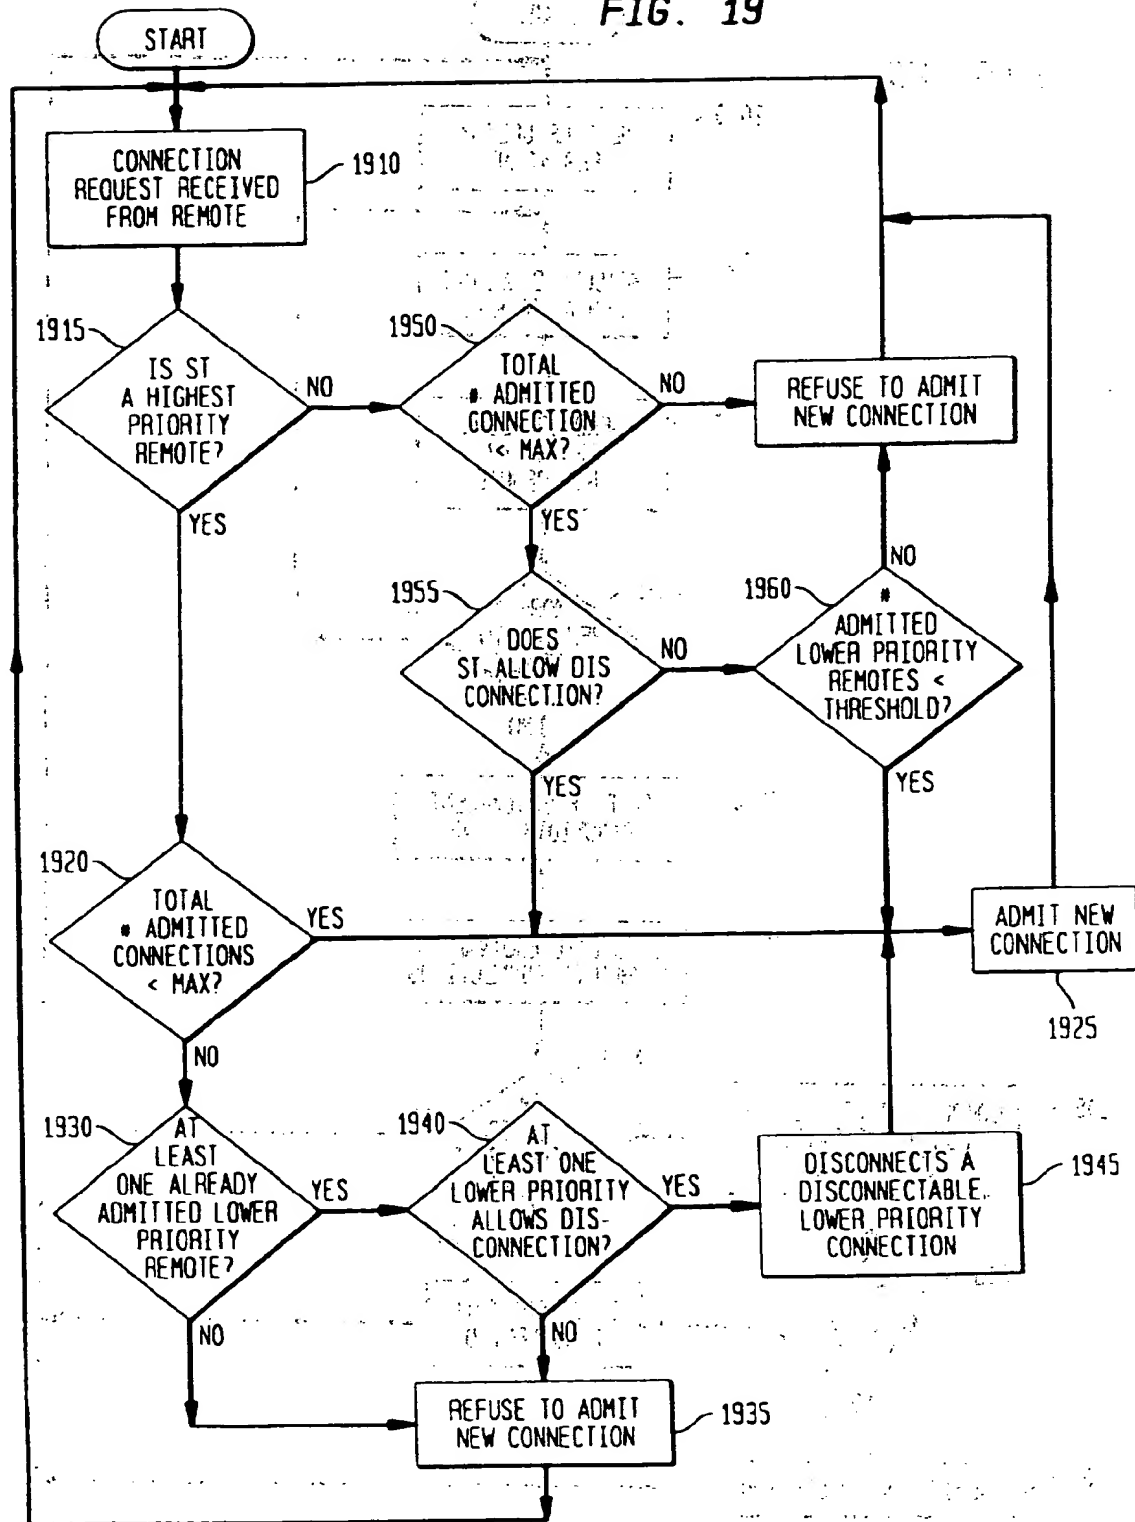 FIG. 19
START
CONNECTION
REQUEST RECEIVED
FROM REMOTE
1910
1915
IS ST
A HIGHEST
PRIORITY
REMOTE?
NO
YES
1950
TOTAL
# ADMITTED
CONNECTION
< MAX?
NO
YES
REFUSE TO ADMIT
NEW CONNECTION
1955
DOES
ST ALLOW DIS
CONNECTION?
NO
YES
1960
#
ADMITTED
LOWER PRIORITY
REMOTES <
THRESHOLD?
NO
YES
1920
TOTAL
# ADMITTED
CONNECTIONS
< MAX?
YES
NO
ADMIT NEW
CONNECTION
1925
1930
AT
LEAST
ONE ALREADY
ADMITTED LOWER
PRIORITY
REMOTE?
YES
NO
1940
AT
LEAST ONE
LOWER PRIORITY
ALLOWS DIS-
CONNECTION?
YES
NO
DISCONNECTS A
DISCONNECTABLE
LOWER PRIORITY
CONNECTION
1945
REFUSE TO ADMIT
NEW CONNECTION
1935